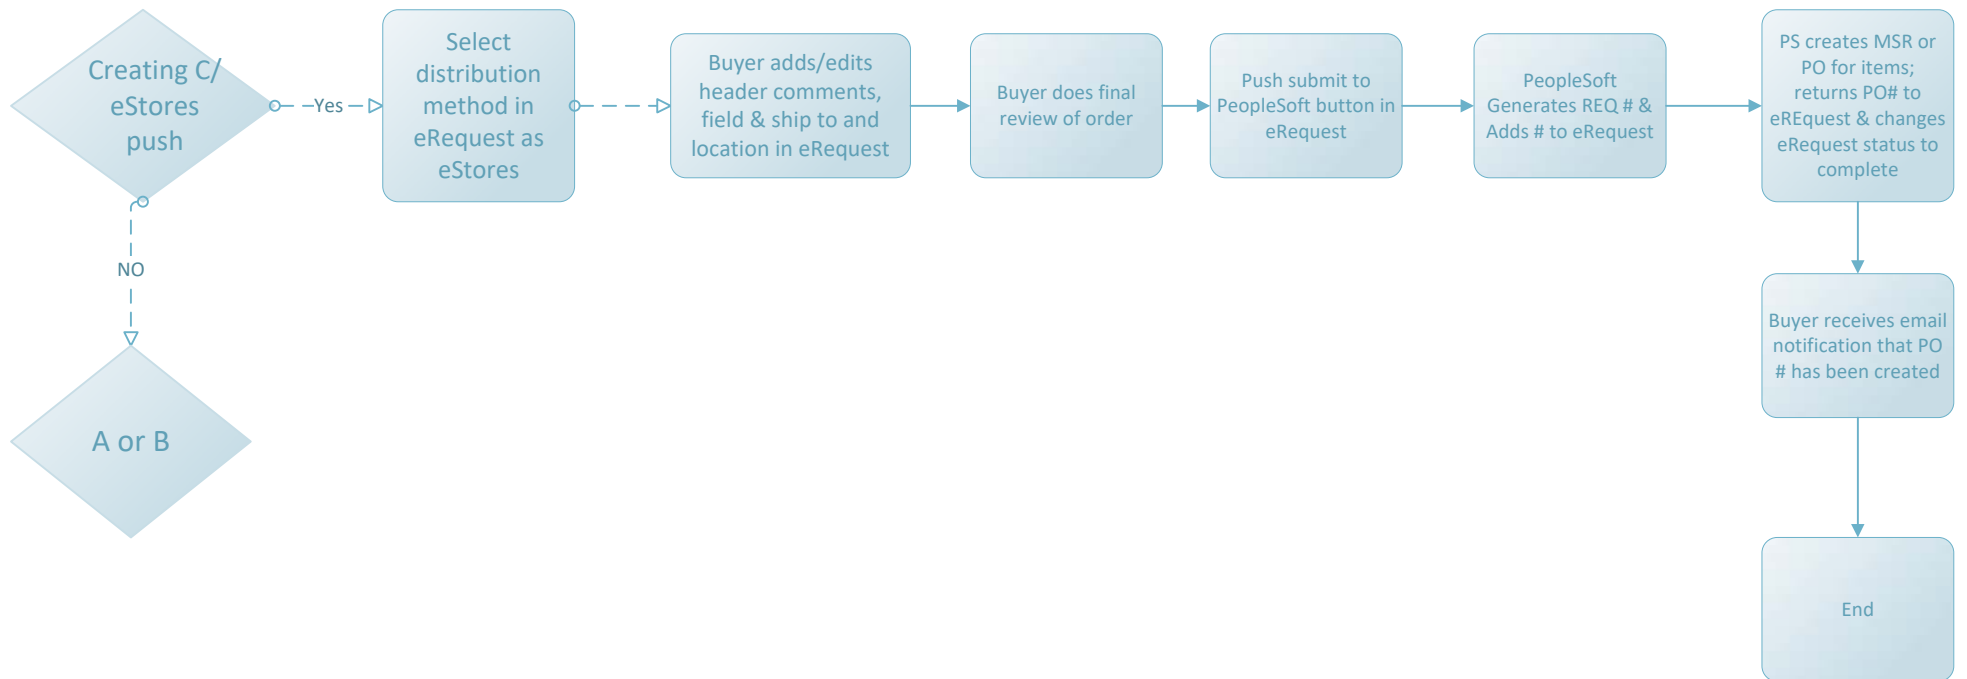 Creating C/
eStores
push
Yes
Select
distribution
method in
eRequest as
eStores
Buyer adds/edits
header comments,
field & ship to and
location in eRequest
Buyer does final
review of order
Push submit to
PeopleSoft button in
eRequest
PeopleSoft
Generates REQ # &
Adds # to eRequest
PS creates MSR or
PO for items;
returns PO# to
eREquest & changes
eRequest status to
complete
NO
Buyer receives email
notification that PO
# has been created
A or B
End